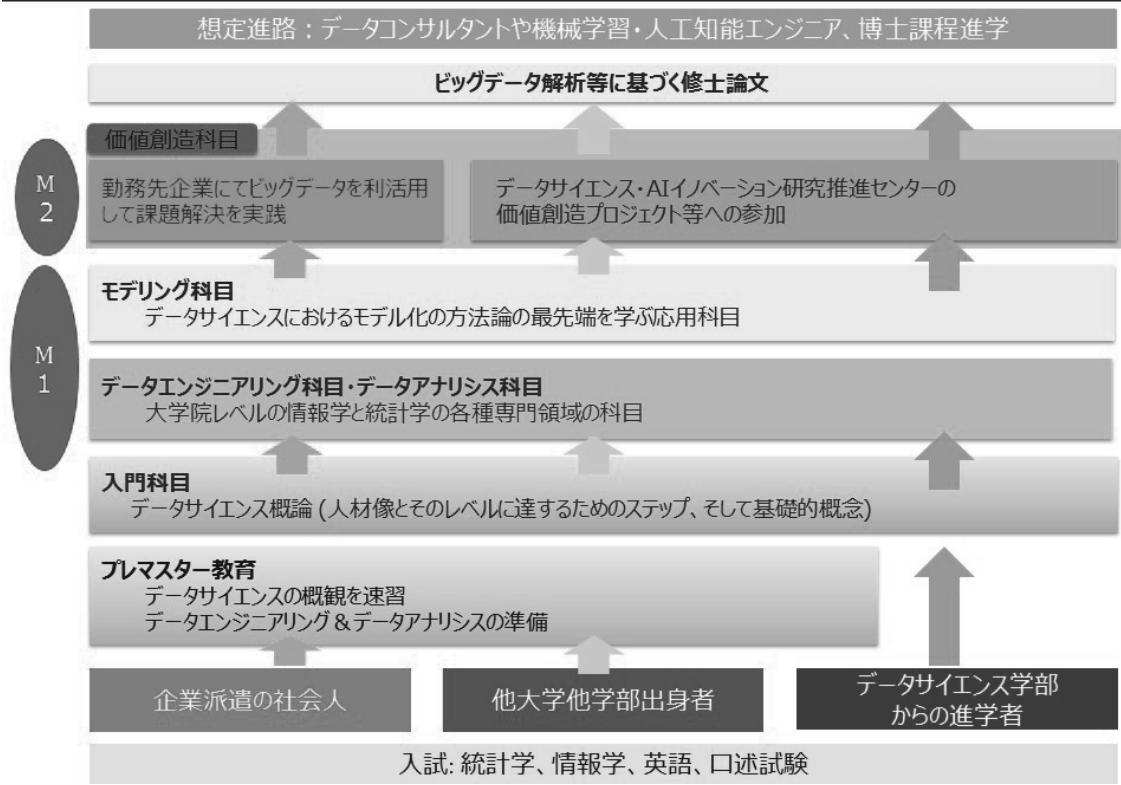 想定進路：データコンサルタントや機械学習・人工知能エンジニア、博士課程進学
ビッグデータ解析等に基づく修士論文
価値創造科目
M
2
勤務先企業にてビッグデータを利活用
して課題解決を実践
データサイエンス・AIイノベーション研究推進センターの
価値創造プロジェクト等への参加
M
1
モデリング科目
データサイエンスにおけるモデル化の方法論の最先端を学ぶ応用科目
データエンジニアリング科目・データアナリシス科目
大学院レベルの情報学と統計学の各種専門領域の科目
入門科目
データサイエンス概論 (人材像とそのレベルに達するためのステップ、そして基礎的概念)
プレマスター教育
データサイエンスの概観を速習
データエンジニアリング＆データアナリシスの準備
企業派遣の社会人
他大学他学部出身者
データサイエンス学部
からの進学者
入試: 統計学、情報学、英語、口述試験